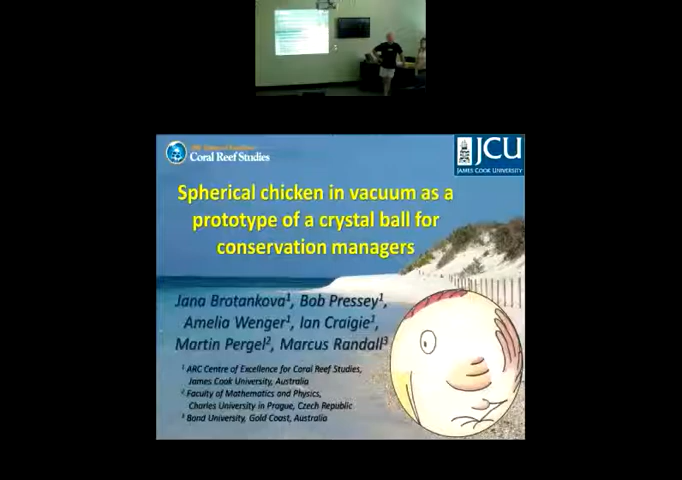 Coral Reef Studies
JCU
JAMES COOK UNIVERSITY
Spherical chicken in vacuum as a
prototype of a crystal ball for
conservation managers
Jana Brotankova¹, Bob Pressey¹,
Amelia Wenger¹, Ian Craigie¹,
Martin Pergel², Marcus Randall³
¹ ARC Centre of Excellence for Coral Reef Studies,
James Cook University, Australia
² Faculty of Mathematics and Physics,
Charles University in Prague, Czech Republic
³ Bond University, Gold Coast, Australia